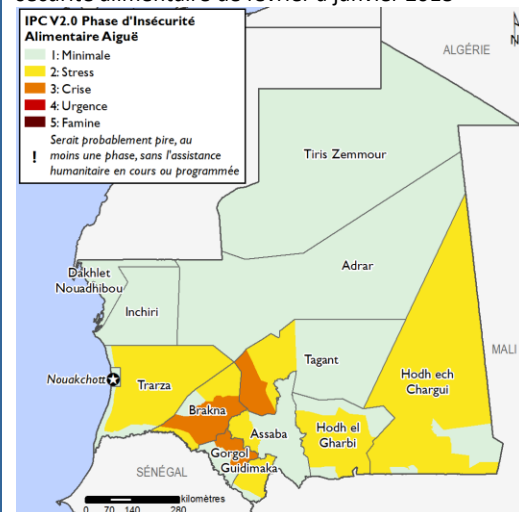 IPC V2.0 Phase d'Insécurité
Alimentaire Aiguë
1: Minimale
2: Stress
3: Crise
4: Urgence
5: Famine
! Serait probablement pire, au
moins une phase, sans l'assistance
humanitaire en cours ou programmée
ALGÉRIE
N
Tiris Zemmour
Adrar
Dakhlet
Nouadhibou
Inchiri
Tagant
MALI
Nouakchott
Trarza
Hodh ech
Chargui
Brakna
Assaba
Hodh el
Gharbi
Gorgol
Guidimaka
SÉNÉGAL
kilomètres
0 70 140 280